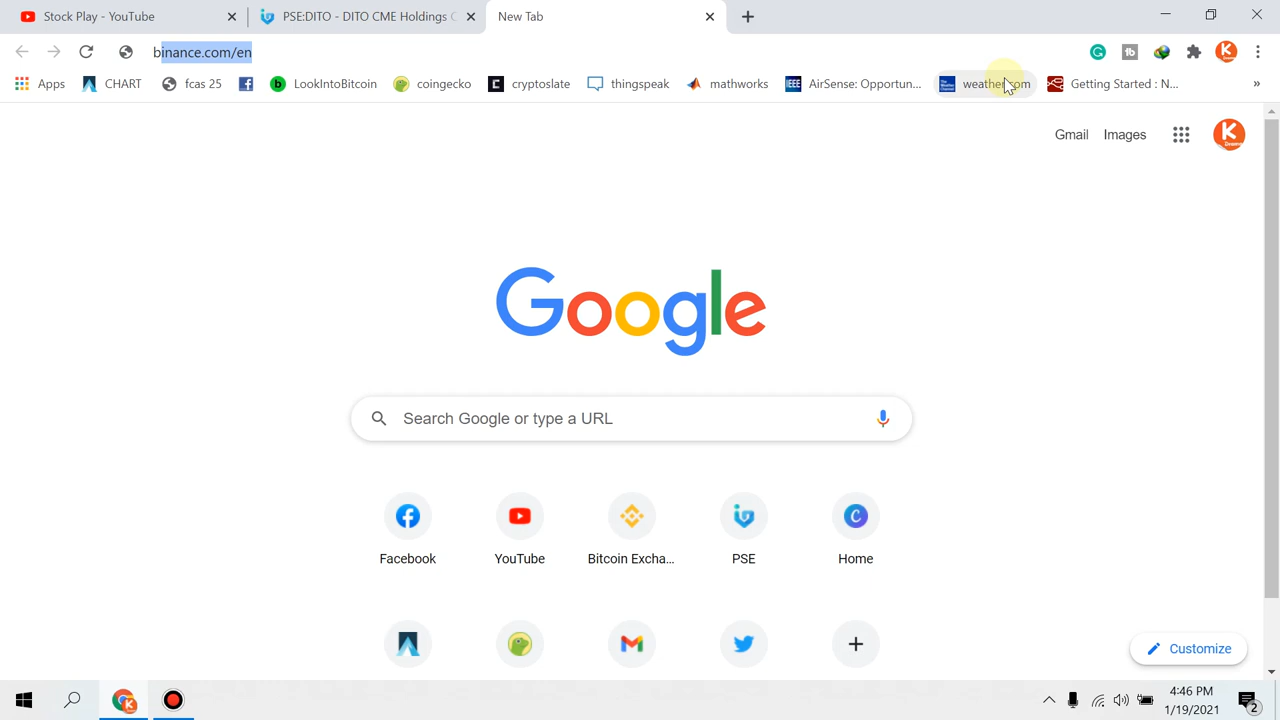 Stock Play - YouTube
PSE:DITO - DITO CME Holdings C
New Tab
binance.com/en
Apps
CHART
fcas 25
LookIntoBitcoin
coingecko
cryptoslate
thingspeak
mathworks
AirSense: Opportun...
Getting Started : N...
»
Gmail
Images
Google
Search Google or type a URL
Facebook
YouTube
Bitcoin Excha...
PSE
Home
Customize
4:46 PM
1/19/2021
2